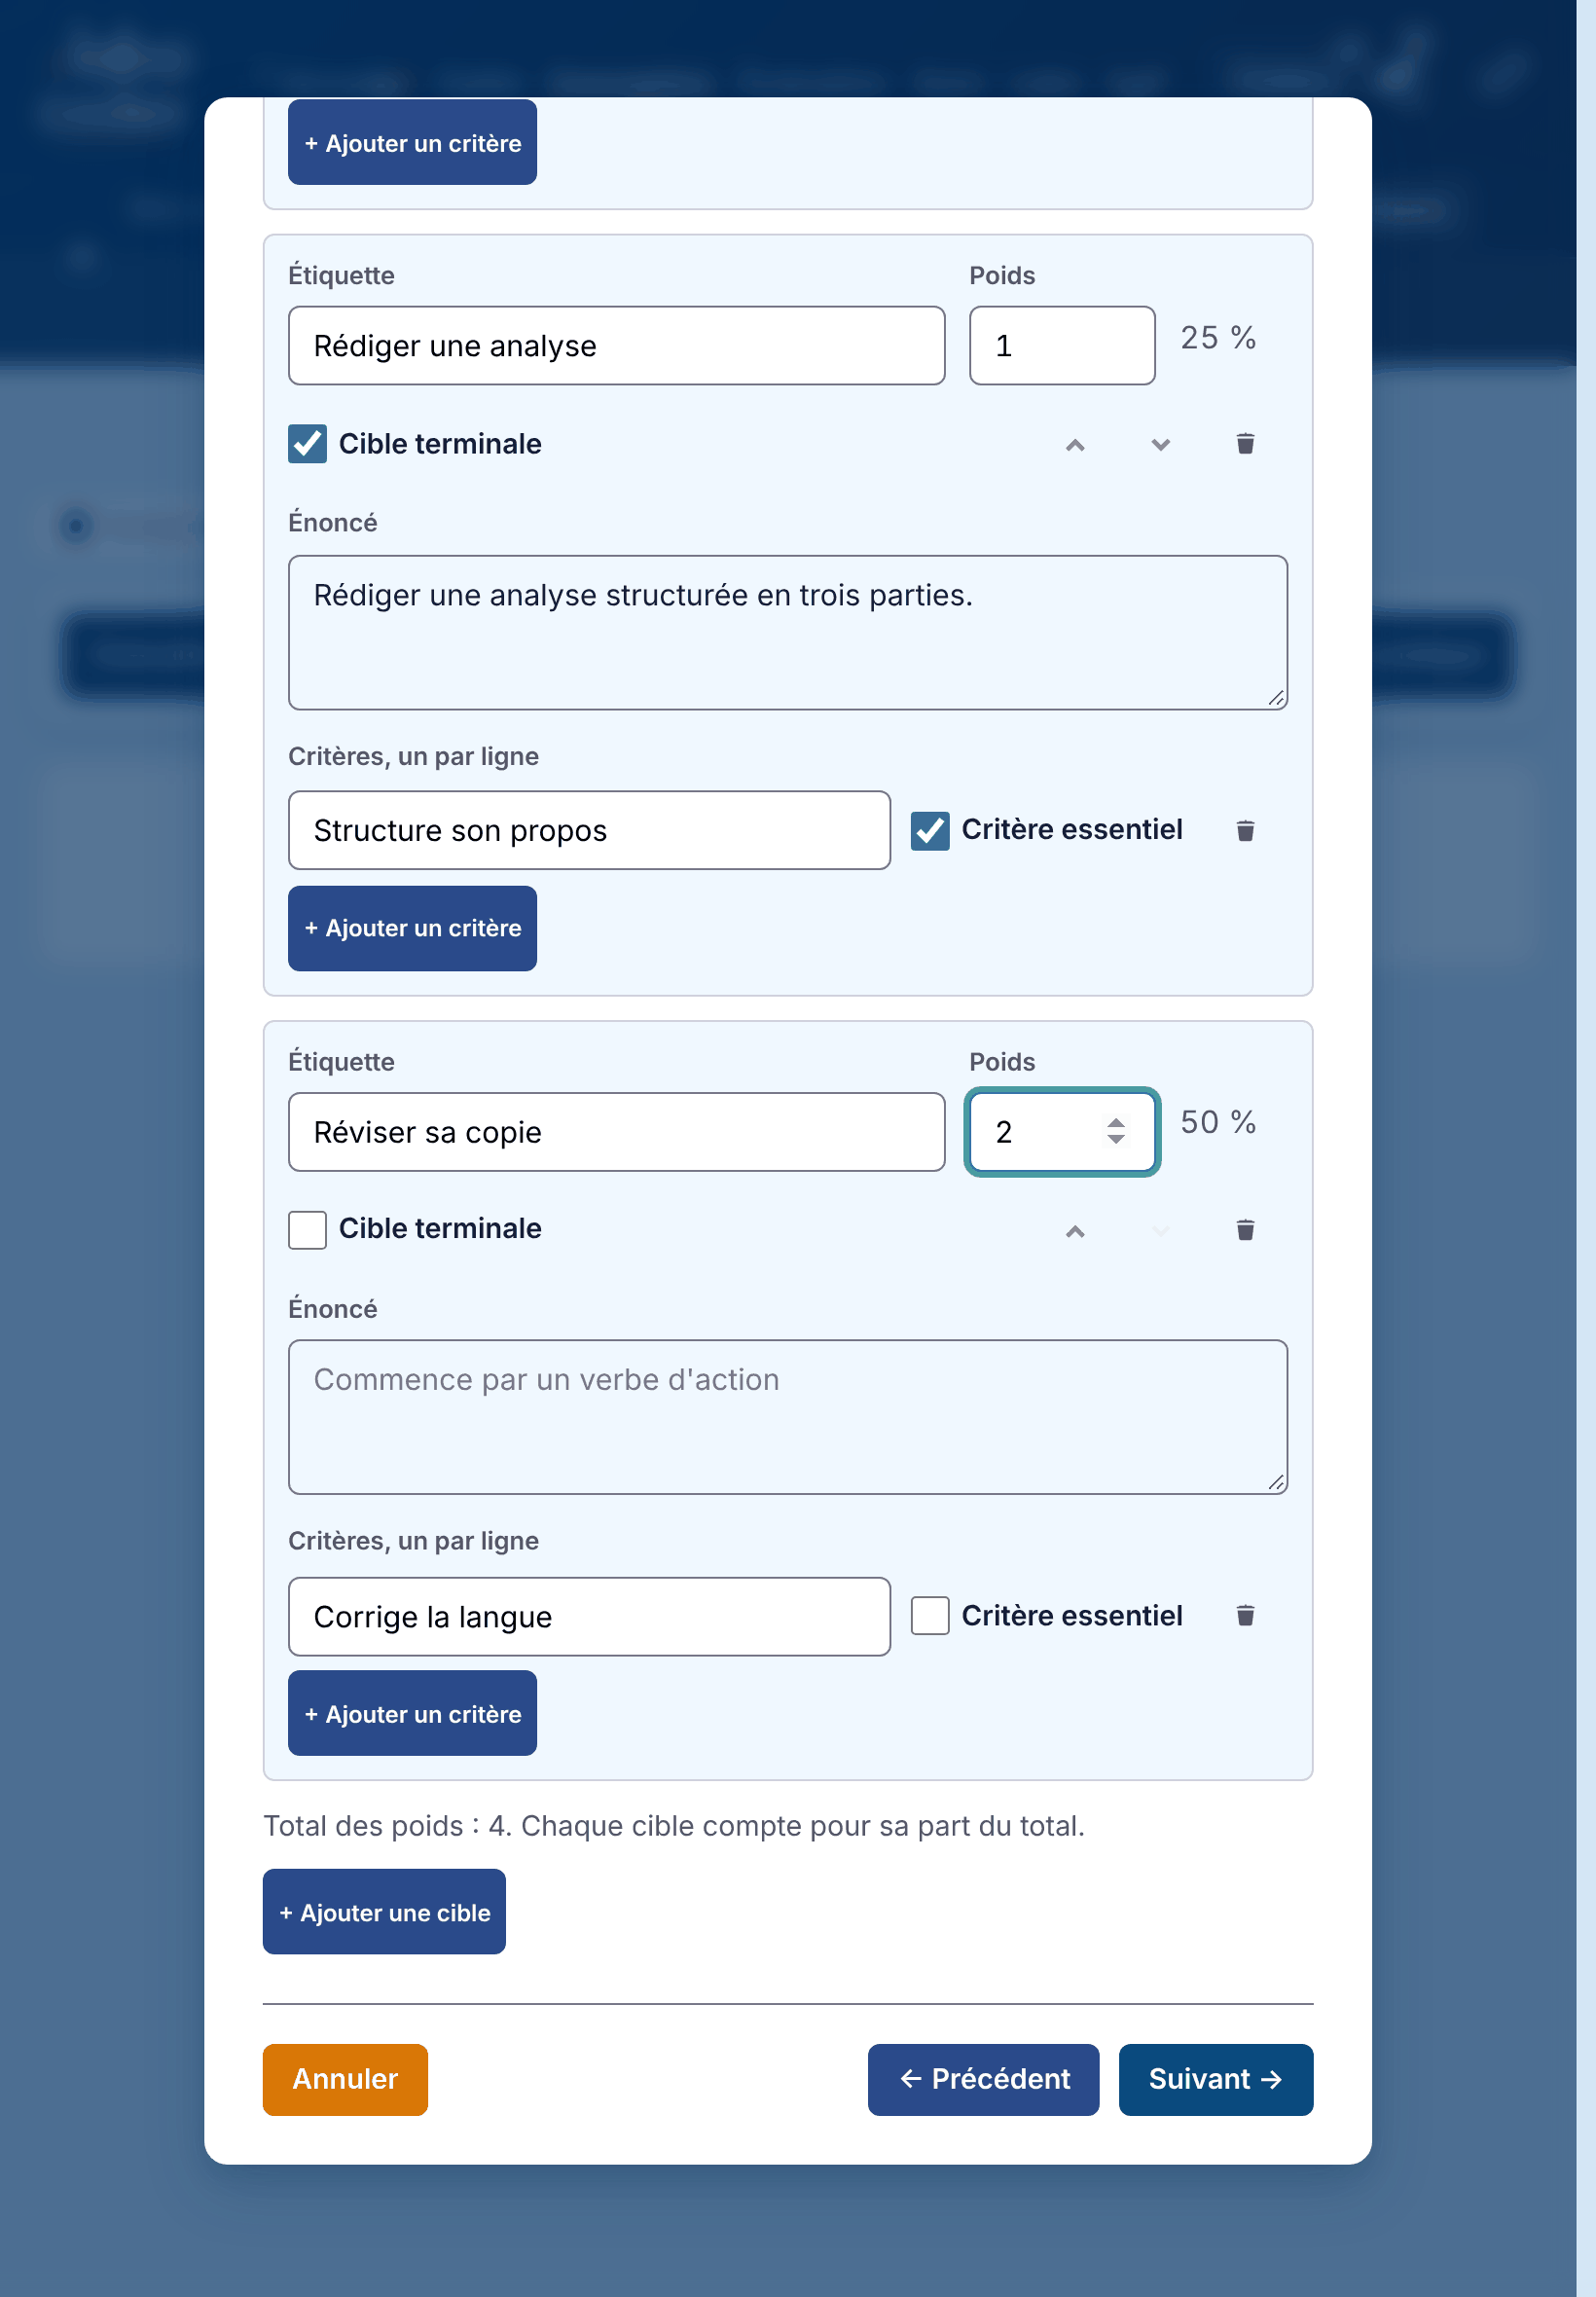 + Ajouter un critère
Étiquette
Poids
Rédiger une analyse
1
25 %
Cible terminale
Énoncé
Rédiger une analyse structurée en trois parties.
Critères, un par ligne
Structure son propos
Critère essentiel
+ Ajouter un critère
Étiquette
Poids
Réviser sa copie
2
50 %
Cible terminale
Énoncé
Commence par un verbe d'action
Critères, un par ligne
Corrige la langue
Critère essentiel
+ Ajouter un critère
Total des poids : 4. Chaque cible compte pour sa part du total.
+ Ajouter une cible
Annuler
← Précédent
Suivant →